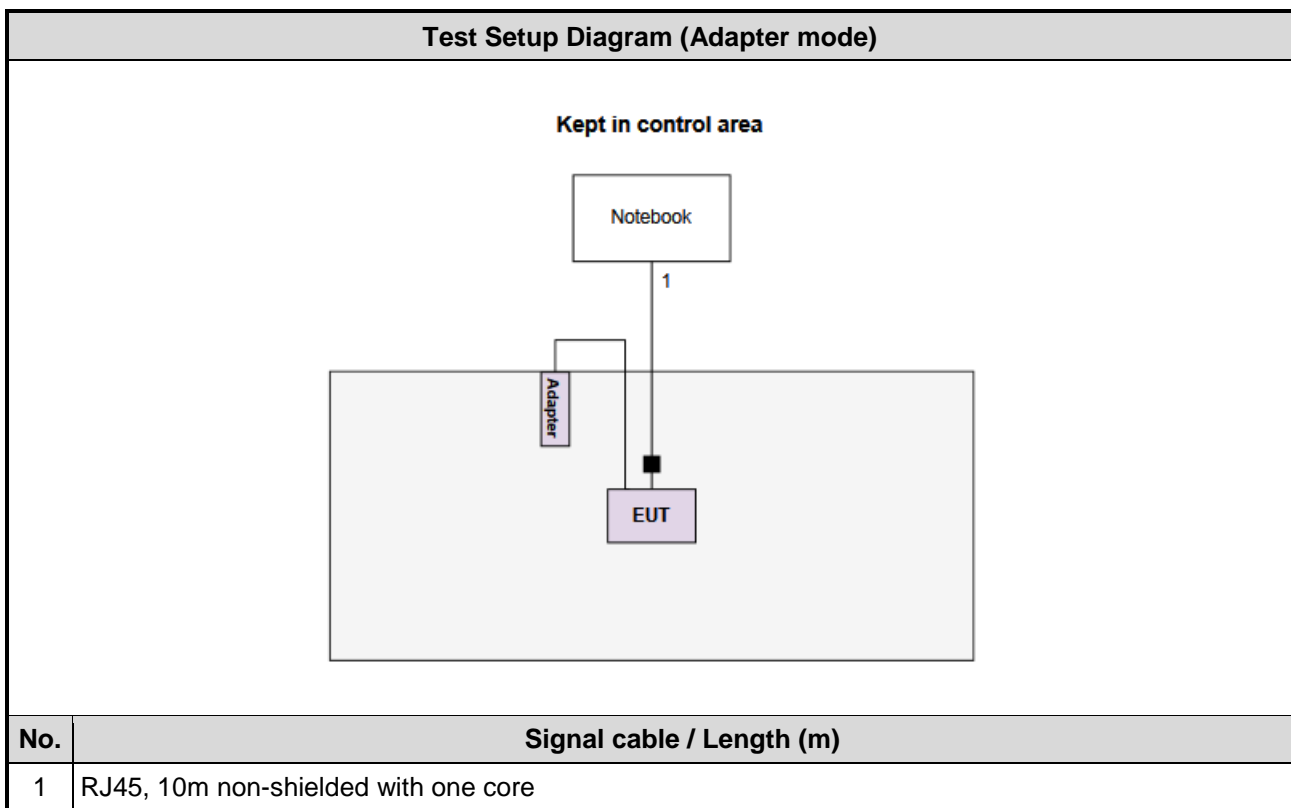 Test Setup Diagram (Adapter mode)
Kept in control area
Notebook
1
Adapter
EUT
No. Signal cable / Length (m)
1 RJ45, 10m non-shielded with one core